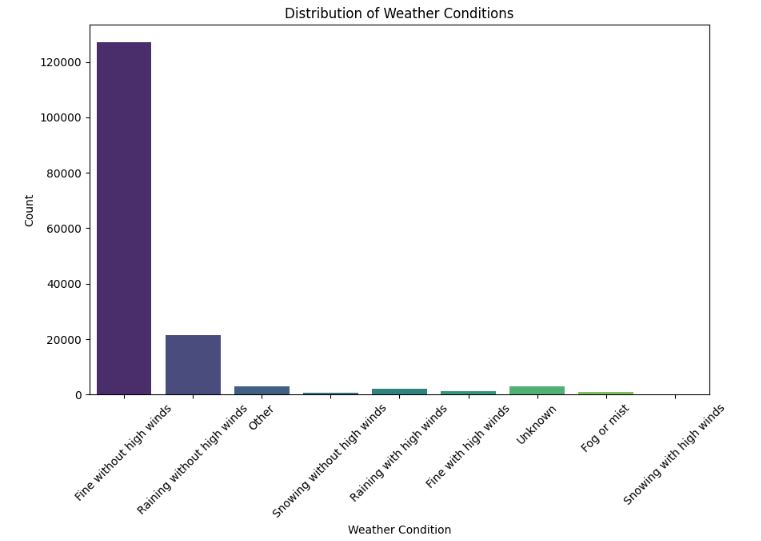 Distribution of Weather Conditions
120000
100000
80000
60000
40000
20000
0
Count
Fine without high winds
Raining without high winds
Other
Snowing without high winds
Raining with high winds
Fine with high winds
Unknown
Fog or mist
Snowing with high winds
Weather Condition